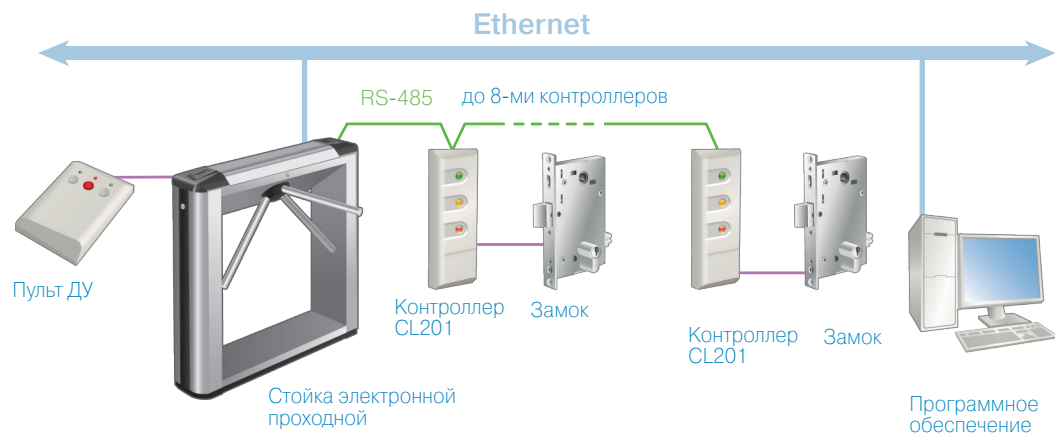 Ethernet
RS-485
до 8-ми контроллеров
Пульт ДУ
Контроллер
CL201
Замок
Контроллер
CL201
Замок
Стойка электронной
проходной
Программное
обеспечение